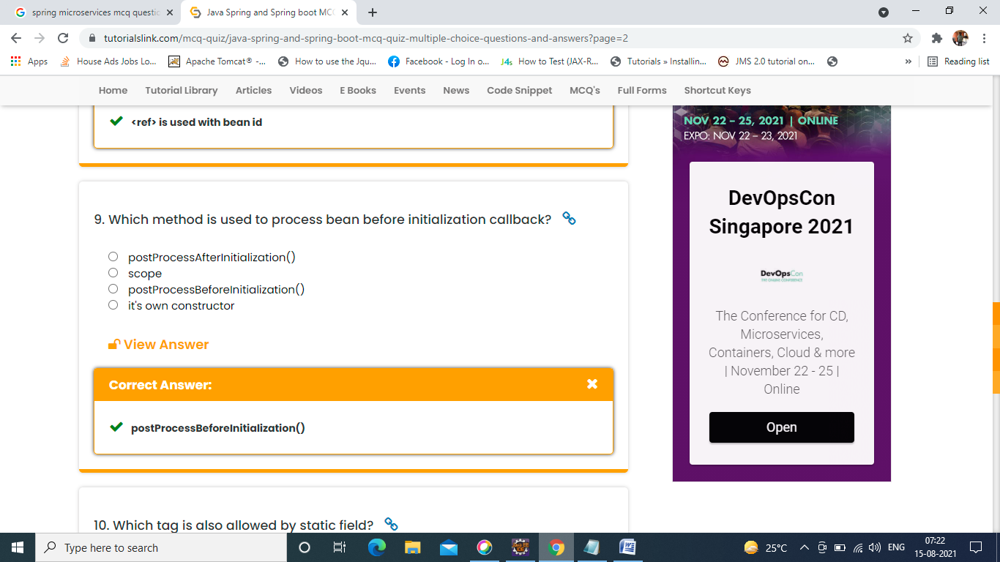 spring microservices mcq questic
Java Spring and Spring boot MC
tutorialslink.com/mcq-quiz/java-spring-and-spring-boot-mcq-quiz-multiple-choice-questions-and-answers?page=2
Apps
House Ads Jobs Lo...
Apache Tomcat® -...
How to use the Jqu...
Facebook - Log In o...
J4s How to Test (JAX-R...
Tutorials » Installin...
JMS 2.0 tutorial on...
»
Reading list
Home
Tutorial Library
Articles
Videos
E Books
Events
News
Code Snippet
MCQ's
Full Forms
Shortcut Keys
<ref> is used with bean id
9. Which method is used to process bean before initialization callback?
postProcessAfterInitialization()
scope
postProcessBeforeInitialization()
it's own constructor
View Answer
Correct Answer:
postProcessBeforeInitialization()
10. Which tag is also allowed by static field?
NOV 22 – 25, 2021 | ONLINE
EXPO: NOV 22 – 23, 2021
DevOpsCon
Singapore 2021
DevOpsCon
THE ONLINE CONFERENCE
The Conference for CD,
Microservices,
Containers, Cloud & more
| November 22 - 25 |
Online
Open
Type here to search
JAVA EE
IDE
25°C
ENG
07:22
15-08-2021